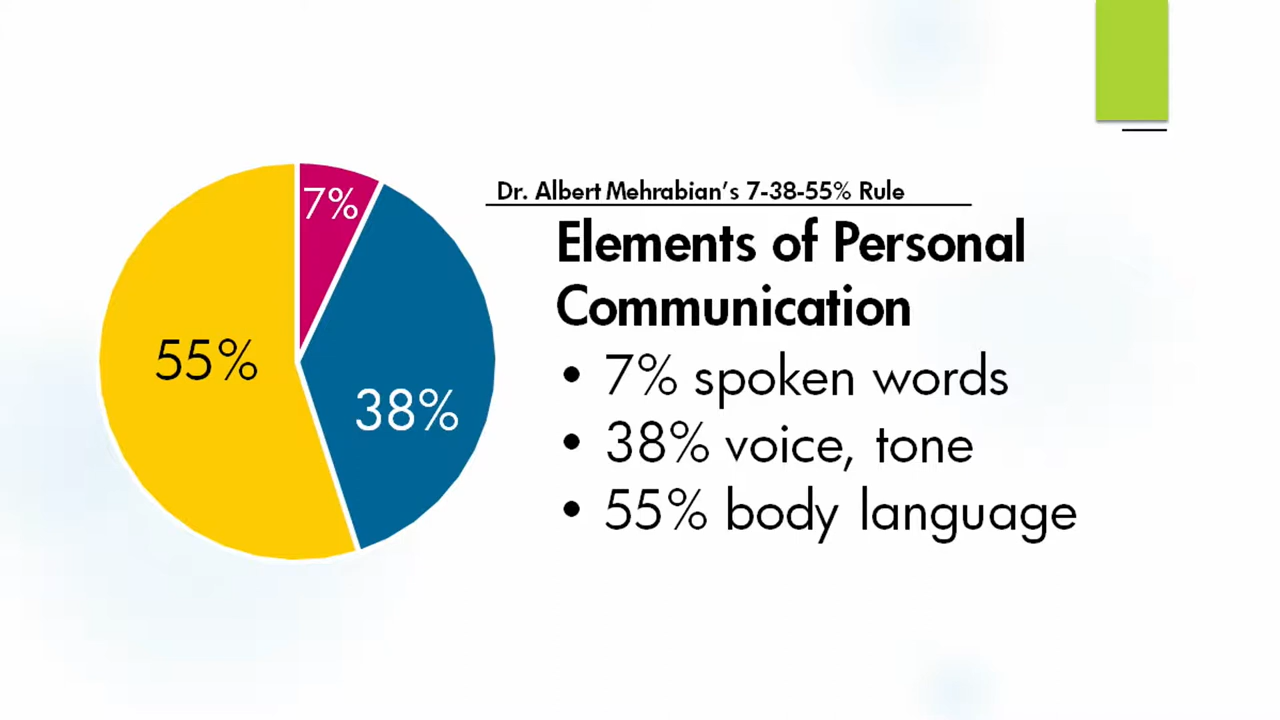 7%
55%
38%
Dr. Albert Mehrabian's 7-38-55% Rule
Elements of Personal
Communication
• 7% spoken words
• 38% voice, tone
• 55% body language